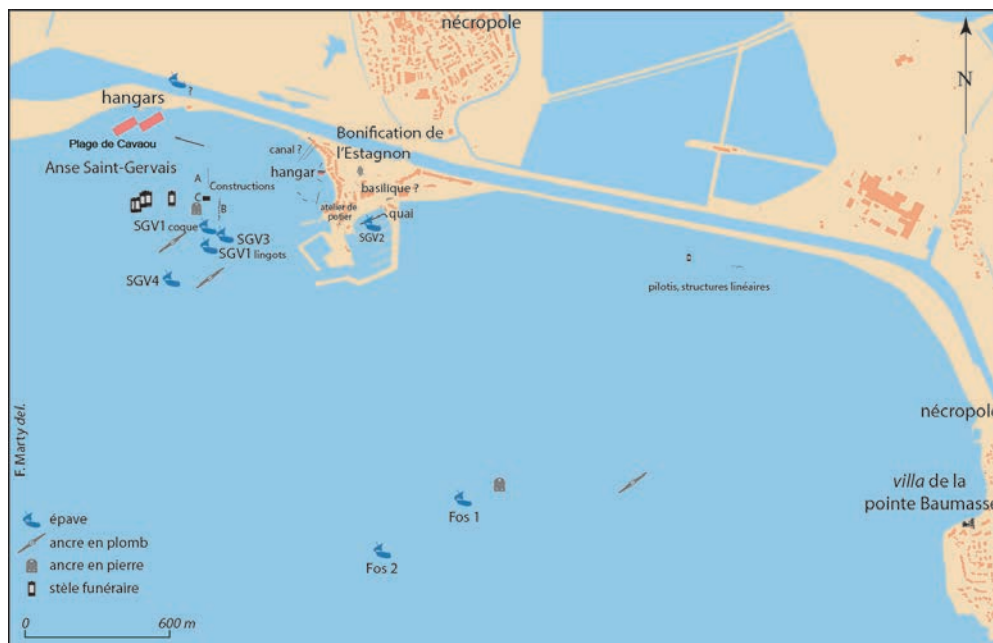 nécropole
N
?
hangars
Plage de Cavaou
Bonification de
l'Estagnon
canal ?
Anse Saint-Gervais
hangar
A
Constructions
basilique ?
C
B
atelier de
potier
quai
SGV1 coque
SGV2
SGV3
SGV1 lingots
SGV4
pilotis, structures linéaires
F. Marty del.
nécropole
villa de la
pointe Baumasse
Fos 1
épave
Fos 2
ancre en plomb
ancre en pierre
stèle funéraire
0 600 m